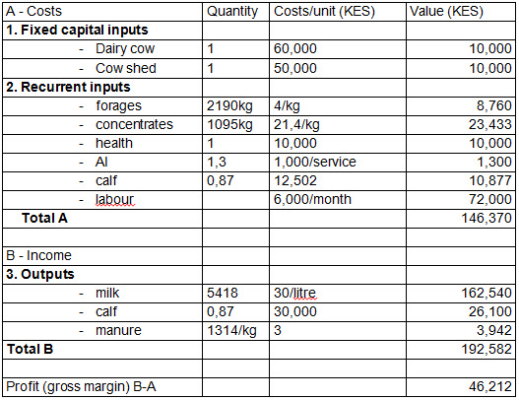 A - Costs Quantity Costs/unit (KES) Value (KES)
1. Fixed capital inputs
- Dairy cow 1 60,000 10,000
- Cow shed 1 50,000 10,000
2. Recurrent inputs
- forages 2190kg 4/kg 8,760
- concentrates 1095kg 21,4/kg 23,433
- health 1 10,000 10,000
- AI 1,3 1,000/service 1,300
- calf 0,87 12,502 10,877
- labour 6,000/month 72,000
Total A 146,370
B - Income
3. Outputs
- milk 5418 30/litre 162,540
- calf 0,87 30,000 26,100
- manure 1314/kg 3 3,942
Total B 192,582
Profit (gross margin) B-A 46,212